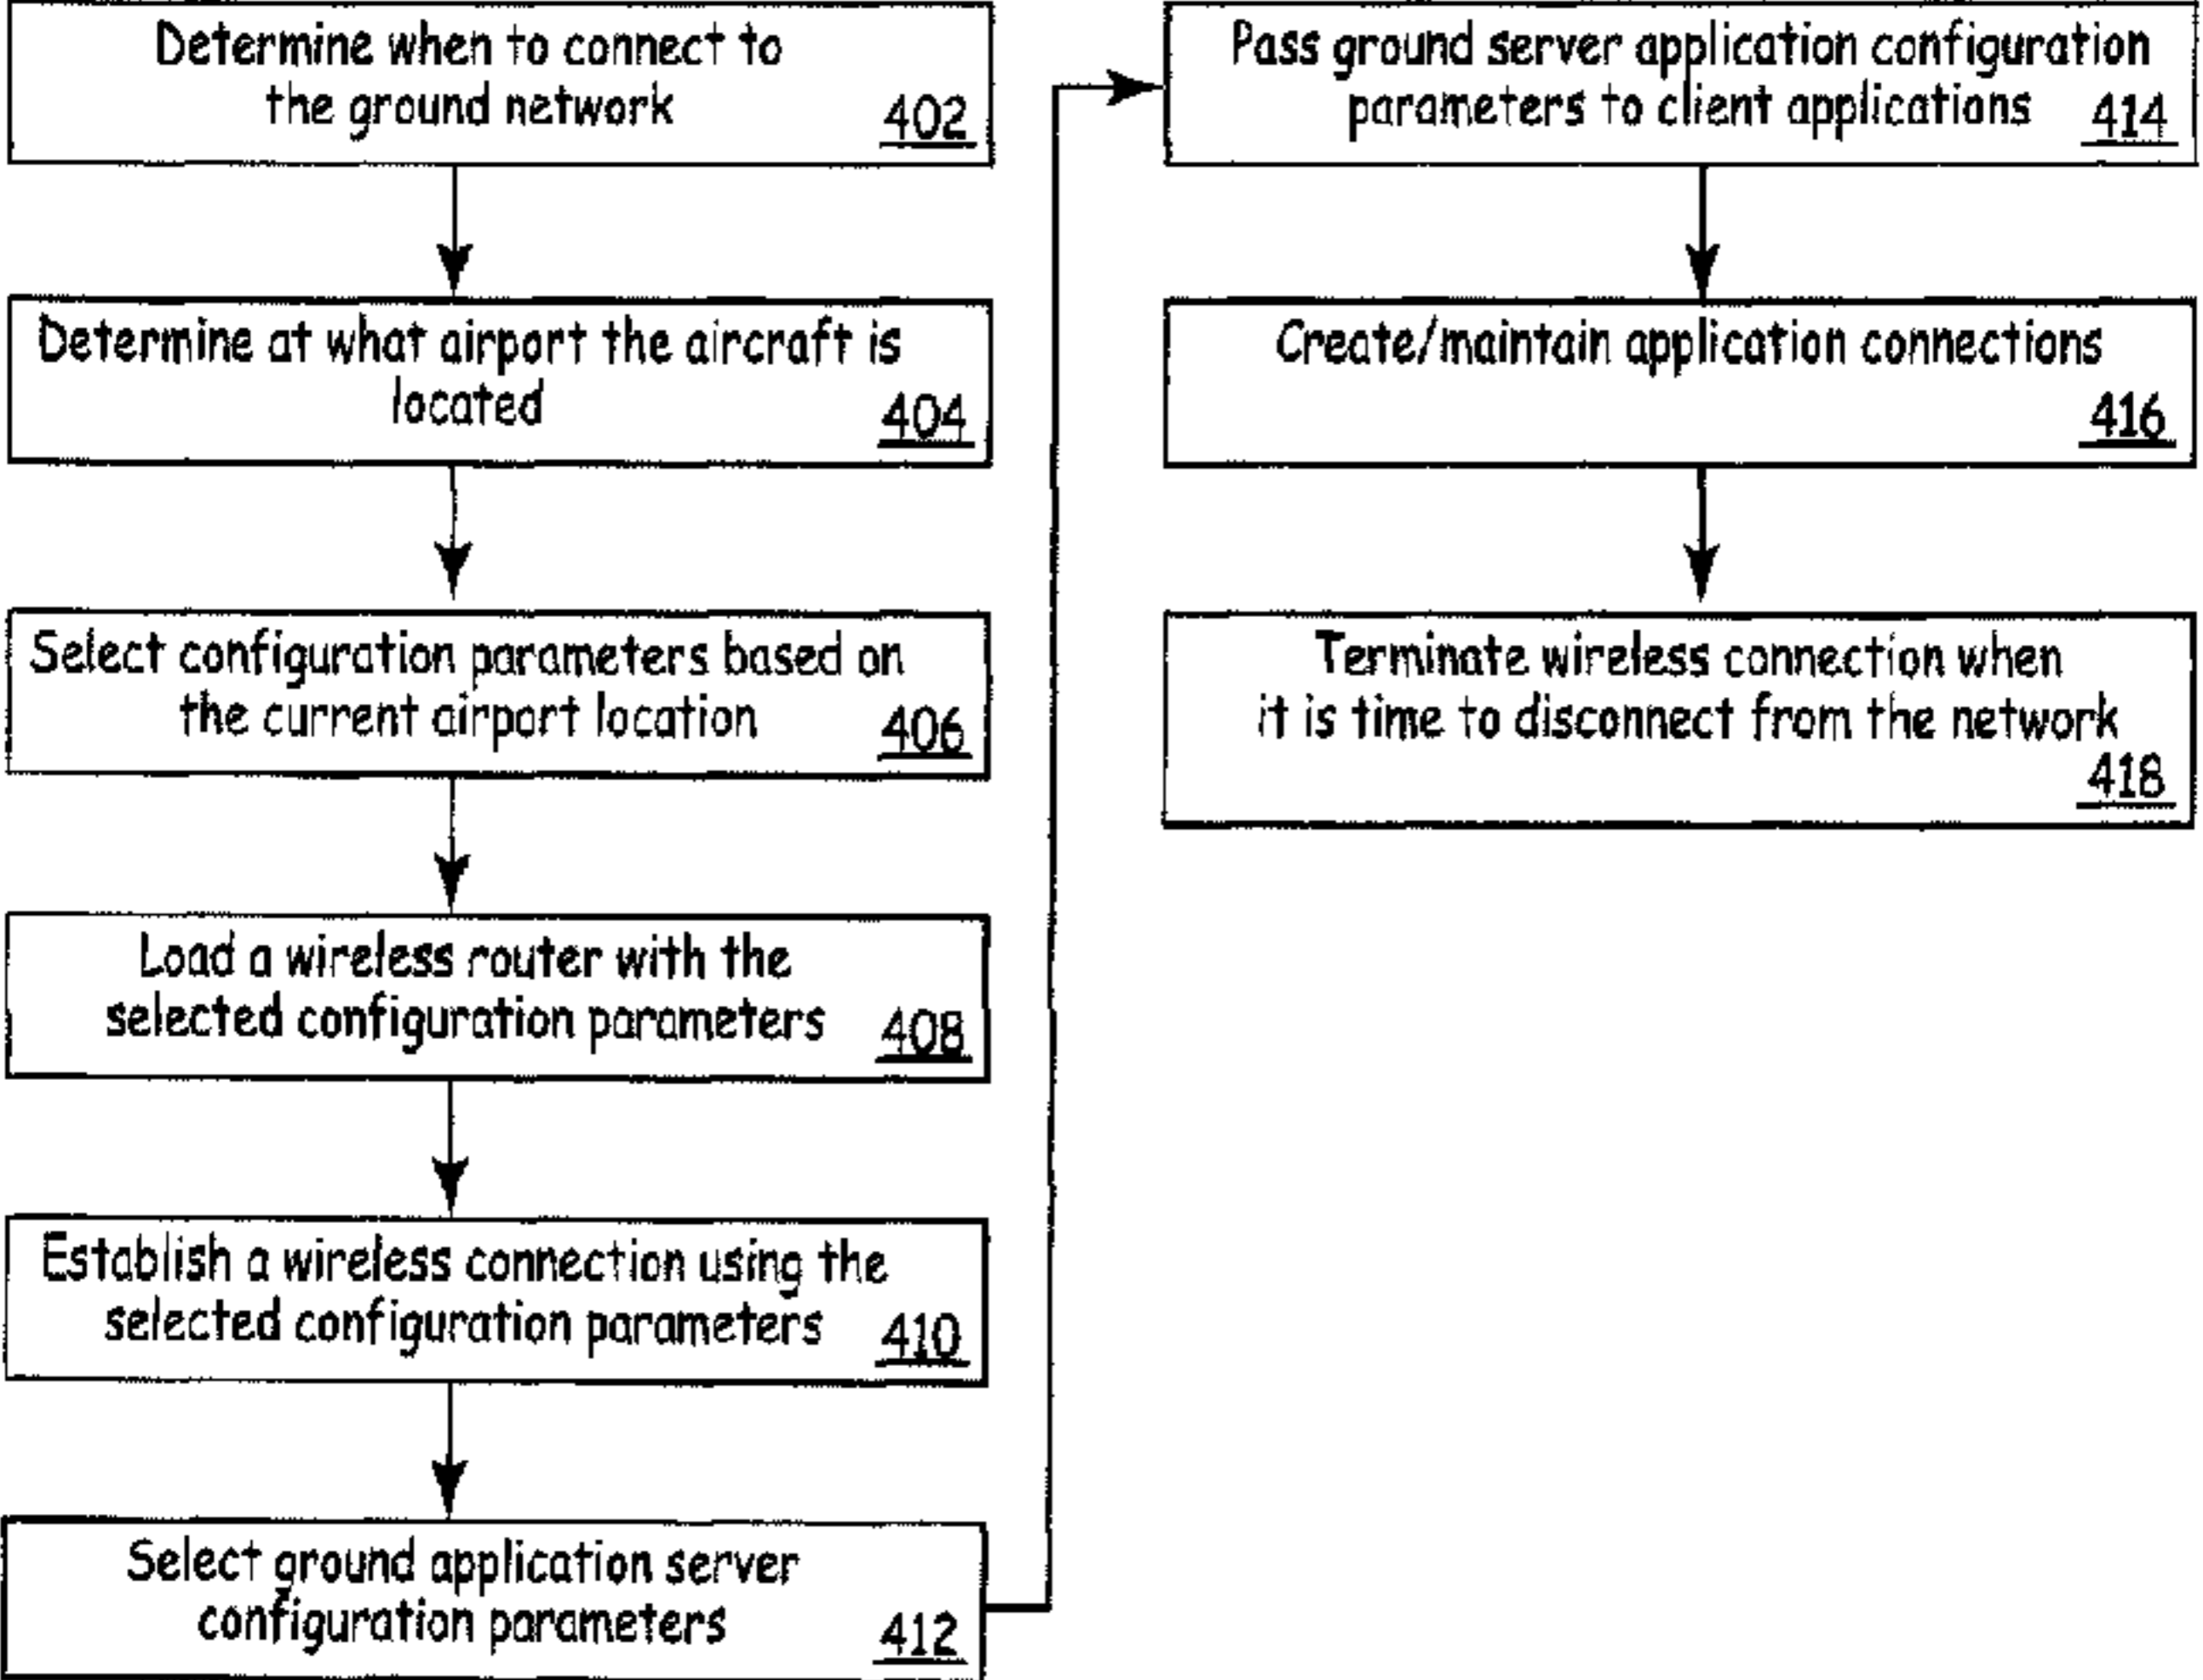 Determine when to connect to
the ground network 402
Determine at what airport the aircraft is
located 404
Select configuration parameters based on
the current airport location 406
Load a wireless router with the
selected configuration parameters 408
Establish a wireless connection using the
selected configuration parameters 410
Select ground application server
configuration parameters 412
Pass ground server application configuration
parameters to client applications 414
Create/maintain application connections
416
Terminate wireless connection when
it is time to disconnect from the network
418